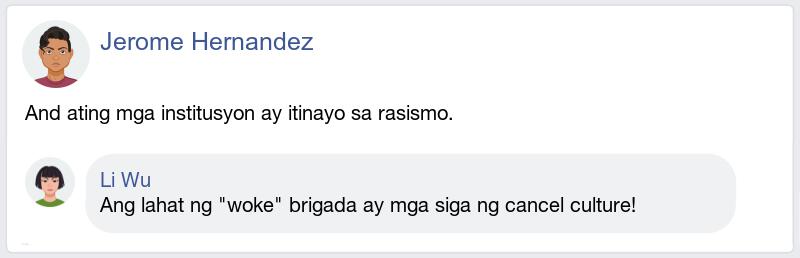 Jerome Hernandez
And ating mga institusyon ay itinayo sa rasismo.
Li Wu
Ang lahat ng "woke" brigada ay mga siga ng cancel culture!